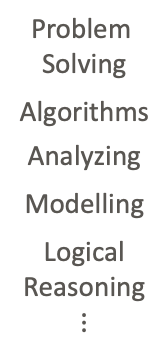 Problem
Solving
Algorithms
Analyzing
Modelling
Logical
Reasoning
⋮